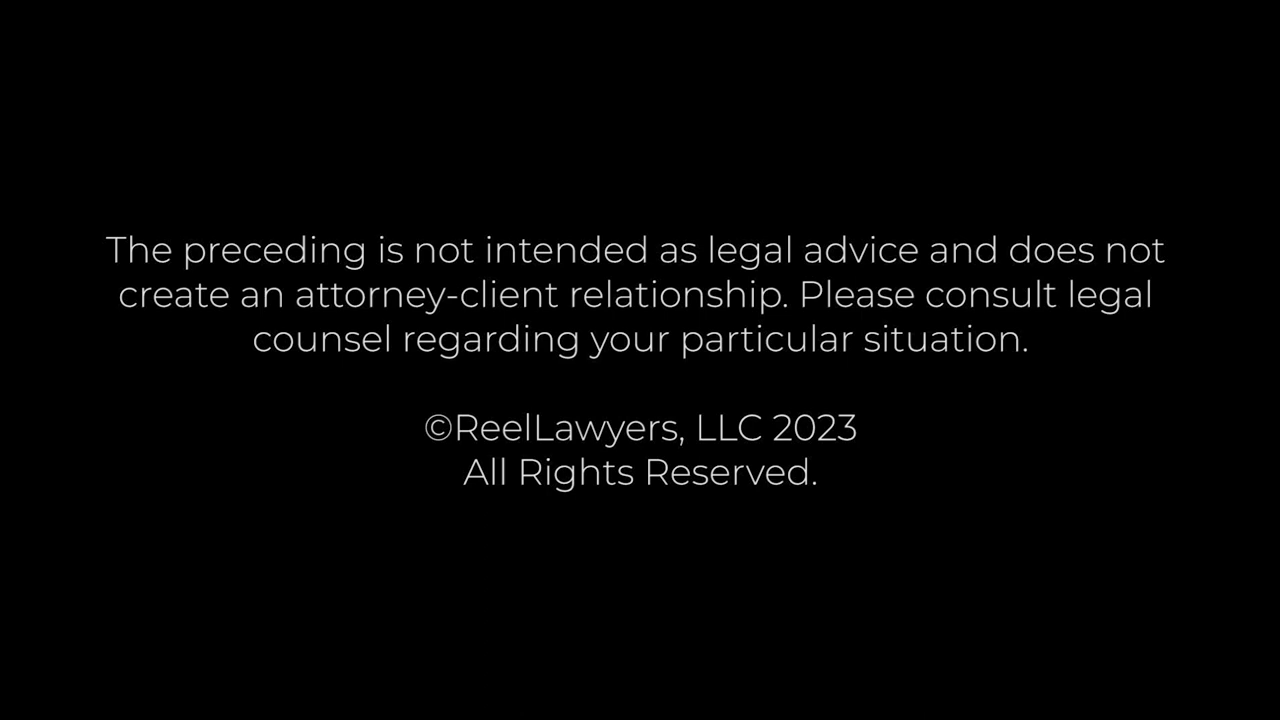 The preceding is not intended as legal advice and does not
create an attorney-client relationship. Please consult legal
counsel regarding your particular situation.
©ReelLawyers, LLC 2023
All Rights Reserved.